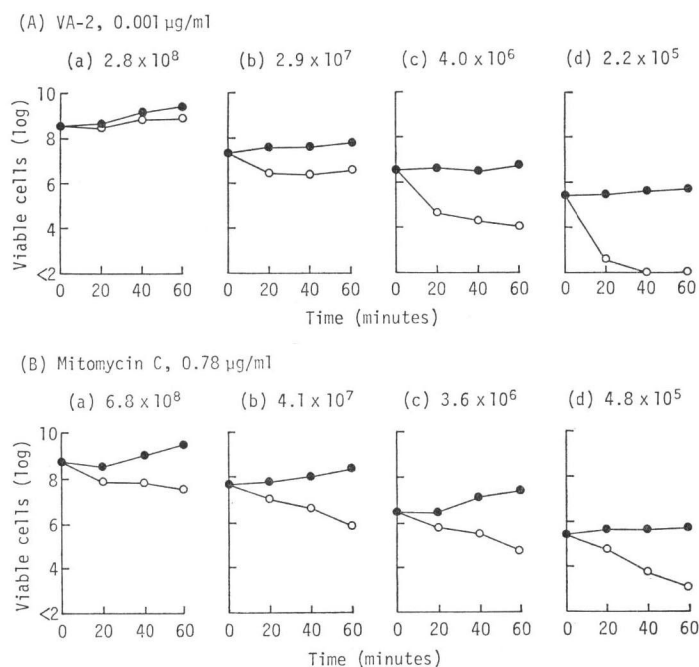 (A) VA-2, 0.001 µg/ml
(a) 2.8 x 10⁸ (b) 2.9 x 10⁷ (c) 4.0 x 10⁶ (d) 2.2 x 10⁵
Viable cells (log)
10
8
6
4
<2
0 20 40 60 0 20 40 60 0 20 40 60 0 20 40 60
Time (minutes)
(B) Mitomycin C, 0.78 µg/ml
(a) 6.8 x 10⁸ (b) 4.1 x 10⁷ (c) 3.6 x 10⁶ (d) 4.8 x 10⁵
Viable cells (log)
10
8
6
4
<2
0 20 40 60 0 20 40 60 0 20 40 60 0 20 40 60
Time (minutes)